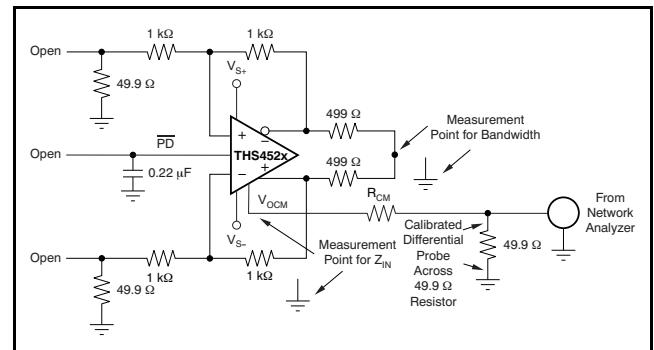 Open
1 kΩ
1 kΩ
49.9 Ω
V_S+
499 Ω
Measurement
Point for Bandwidth
Open
PD
0.22 µF
+
−
THS452x
−
+
499 Ω
V_OCM
R_CM
From
Network
Analyzer
V_S−
Open
1 kΩ
1 kΩ
49.9 Ω
Measurement
Point for Z_IN
Calibrated
Differential
Probe
Across
49.9 Ω
Resistor
49.9 Ω